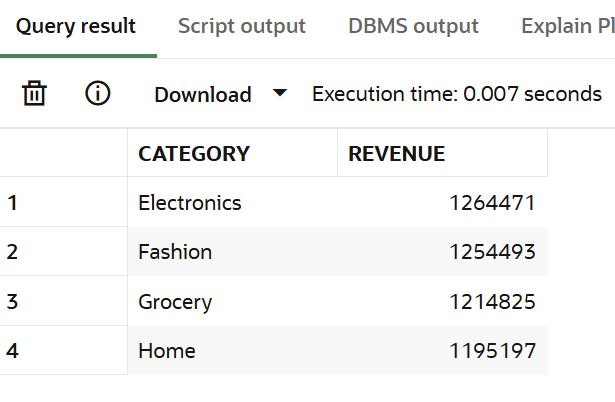 Query result Script output DBMS output Explain Pl
Download Execution time: 0.007 seconds
CATEGORY REVENUE
1 Electronics 1264471
2 Fashion 1254493
3 Grocery 1214825
4 Home 1195197